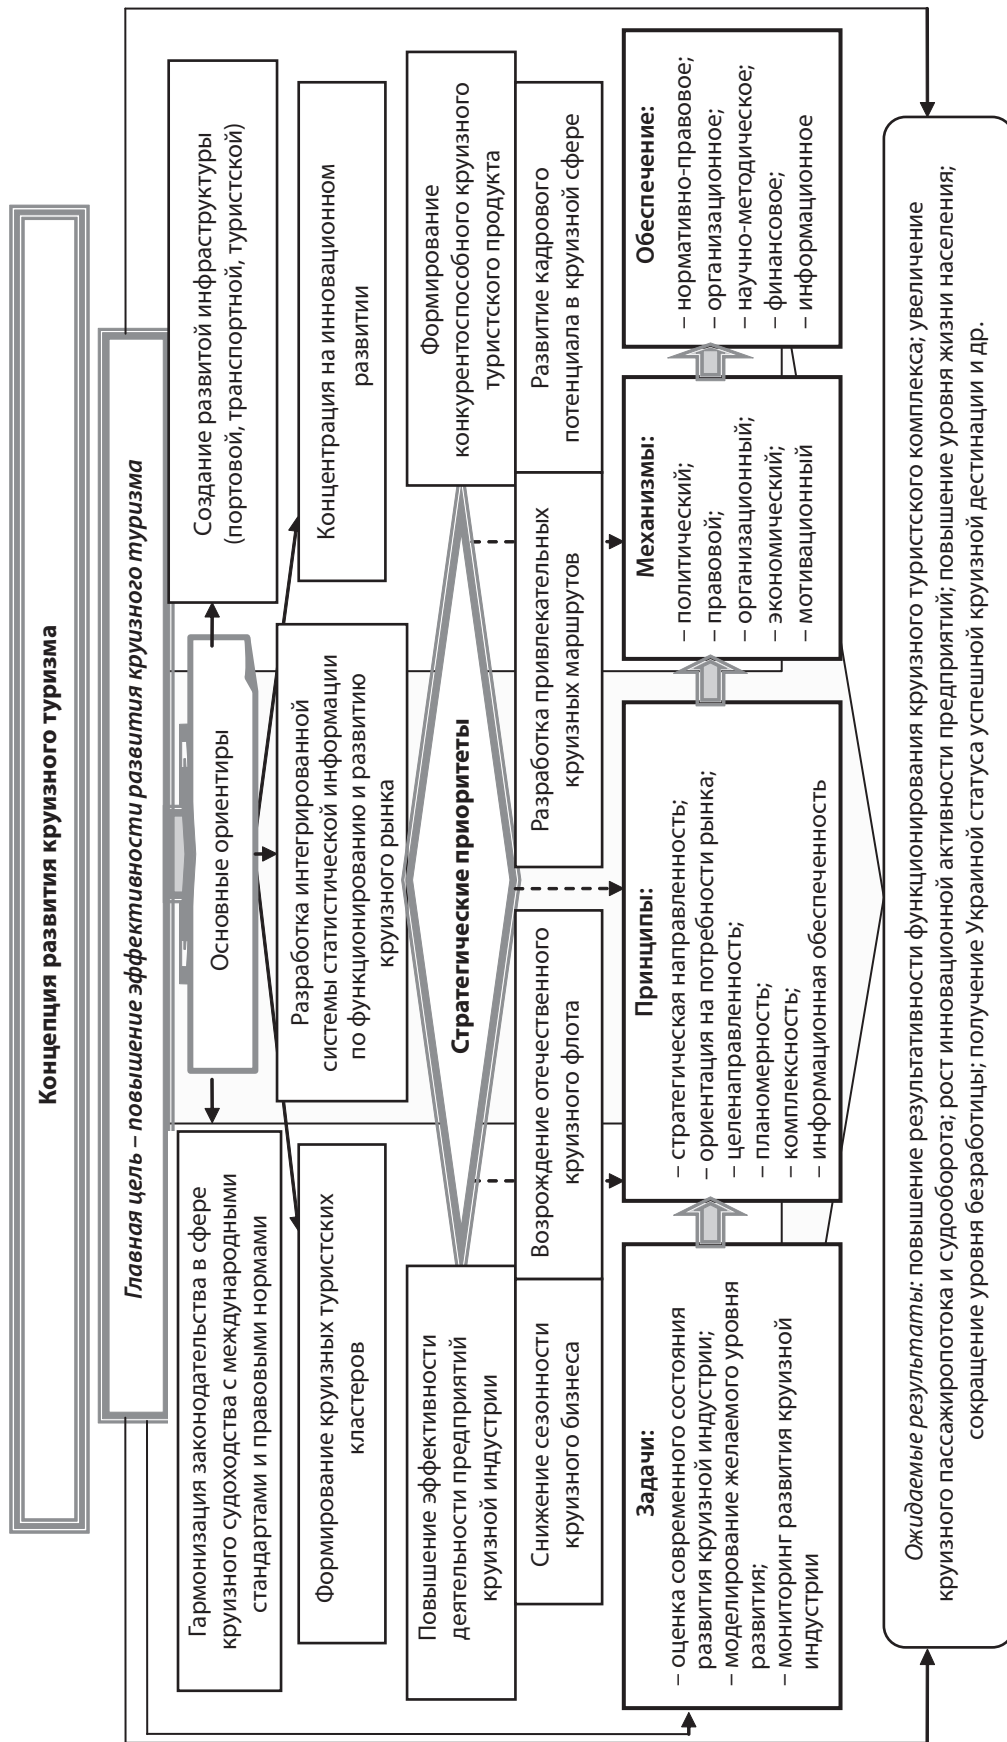 Концепция развития круизного туризма
Главная цель – повышение эффективности развития круизного туризма
Гармонизация законодательства в сфере
круизного судоходства с международными
стандартами и правовыми нормами
Основные ориентиры
Создание развитой инфраструктуры
(портовой, транспортной, туристской)
Формирование круизных туристских
кластеров
Разработка интегрированной
системы статистической информации
по функционированию и развитию
круизного рынка
Концентрация на инновационном
развитии
Повышение эффективности
деятельности предприятий
круизной индустрии
Стратегические приоритеты
Формирование
конкурентоспособного круизного
туристского продукта
Снижение сезонности
круизного бизнеса
Возрождение отечественного
круизного флота
Разработка привлекательных
круизных маршрутов
Развитие кадрового
потенциала в круизной сфере
Задачи:
– оценка современного состояния
развития круизной индустрии;
– моделирование желаемого уровня
развития;
– мониторинг развития круизной
индустрии
Принципы:
– стратегическая направленность;
– ориентация на потребности рынка;
– целенаправленность;
– планомерность;
– комплексность;
– информационная обеспеченность
Механизмы:
– политический;
– правовой;
– организационный;
– экономический;
– мотивационный
Обеспечение:
– нормативно-правовое;
– организационное;
– научно-методическое;
– финансовое;
– информационное
Ожидаемые результаты: повышение результативности функционирования круизного туристского комплекса; увеличение
круизного пассажиропотока и судооборота; рост инновационной активности предприятий; повышение уровня жизни населения;
сокращение уровня безработицы; получение Украиной статуса успешной круизной дестинации и др.